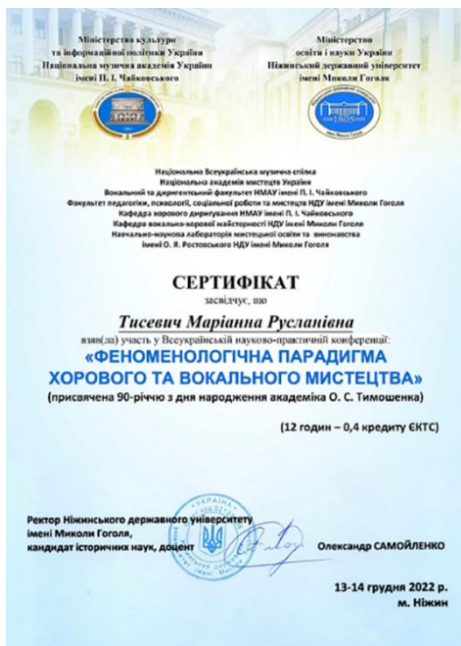 Міністерство культури
та інформаційної політики України
Національна музична академія України
імені П. І. Чайковського
Міністерство
освіти і науки України
Ніжинський державний університет
імені Миколи Гоголя
1805
Національна Всеукраїнська музична спілка
Національна академія мистецтв України
Вокальний та диригентський факультет НМАУ імені П. І. Чайковського
Факультет педагогіки, психології, соціальної роботи та мистецтв НДУ імені Миколи Гоголя
Кафедра хорового диригування НМАУ імені П. І. Чайковського
Кафедра вокально-хорової майстерності НДУ імені Миколи Гоголя
Навчально-наукова лабораторія мистецької освіти та виконавства
імені О. Я. Ростовського НДУ імені Миколи Гоголя
СЕРТИФІКАТ
засвідчує, що
Тисевич Маріанна Русланівна
взяв(ла) участь у Всеукраїнській науково-практичній конференції:
«ФЕНОМЕНОЛОГІЧНА ПАРАДИГМА
ХОРОВОГО ТА ВОКАЛЬНОГО МИСТЕЦТВА»
(присвячена 90-річчю з дня народження академіка О. С. Тимошенка)
(12 годин – 0,4 кредиту ЄКТС)
УКРАЇНА
Ректор Ніжинського державного університету
імені Миколи Гоголя,
кандидат історичних наук, доцент
Олександр САМОЙЛЕНКО
13-14 грудня 2022 р.
м. Ніжин